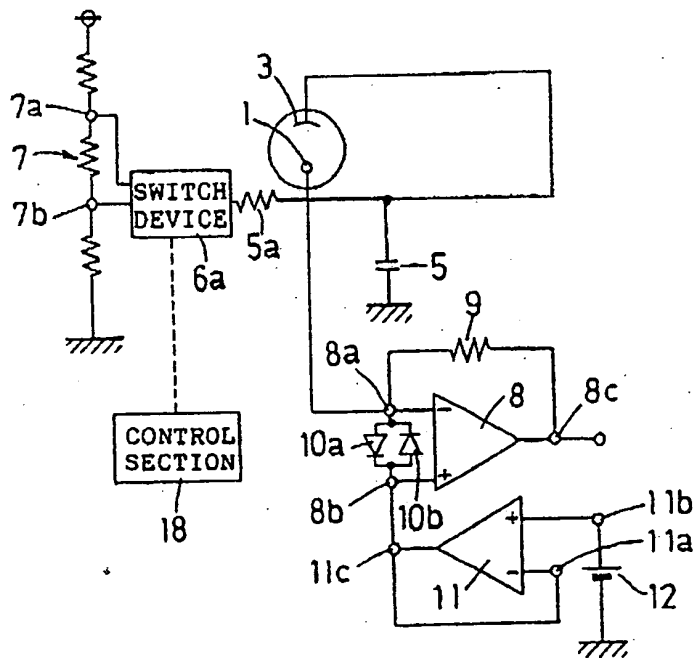 3
1
7a
7
7b
SWITCH
DEVICE
6a
5a
5
9
8a
8
8c
10a
10b
8b
11b
11a
11c
11
12
CONTROL
SECTION
18